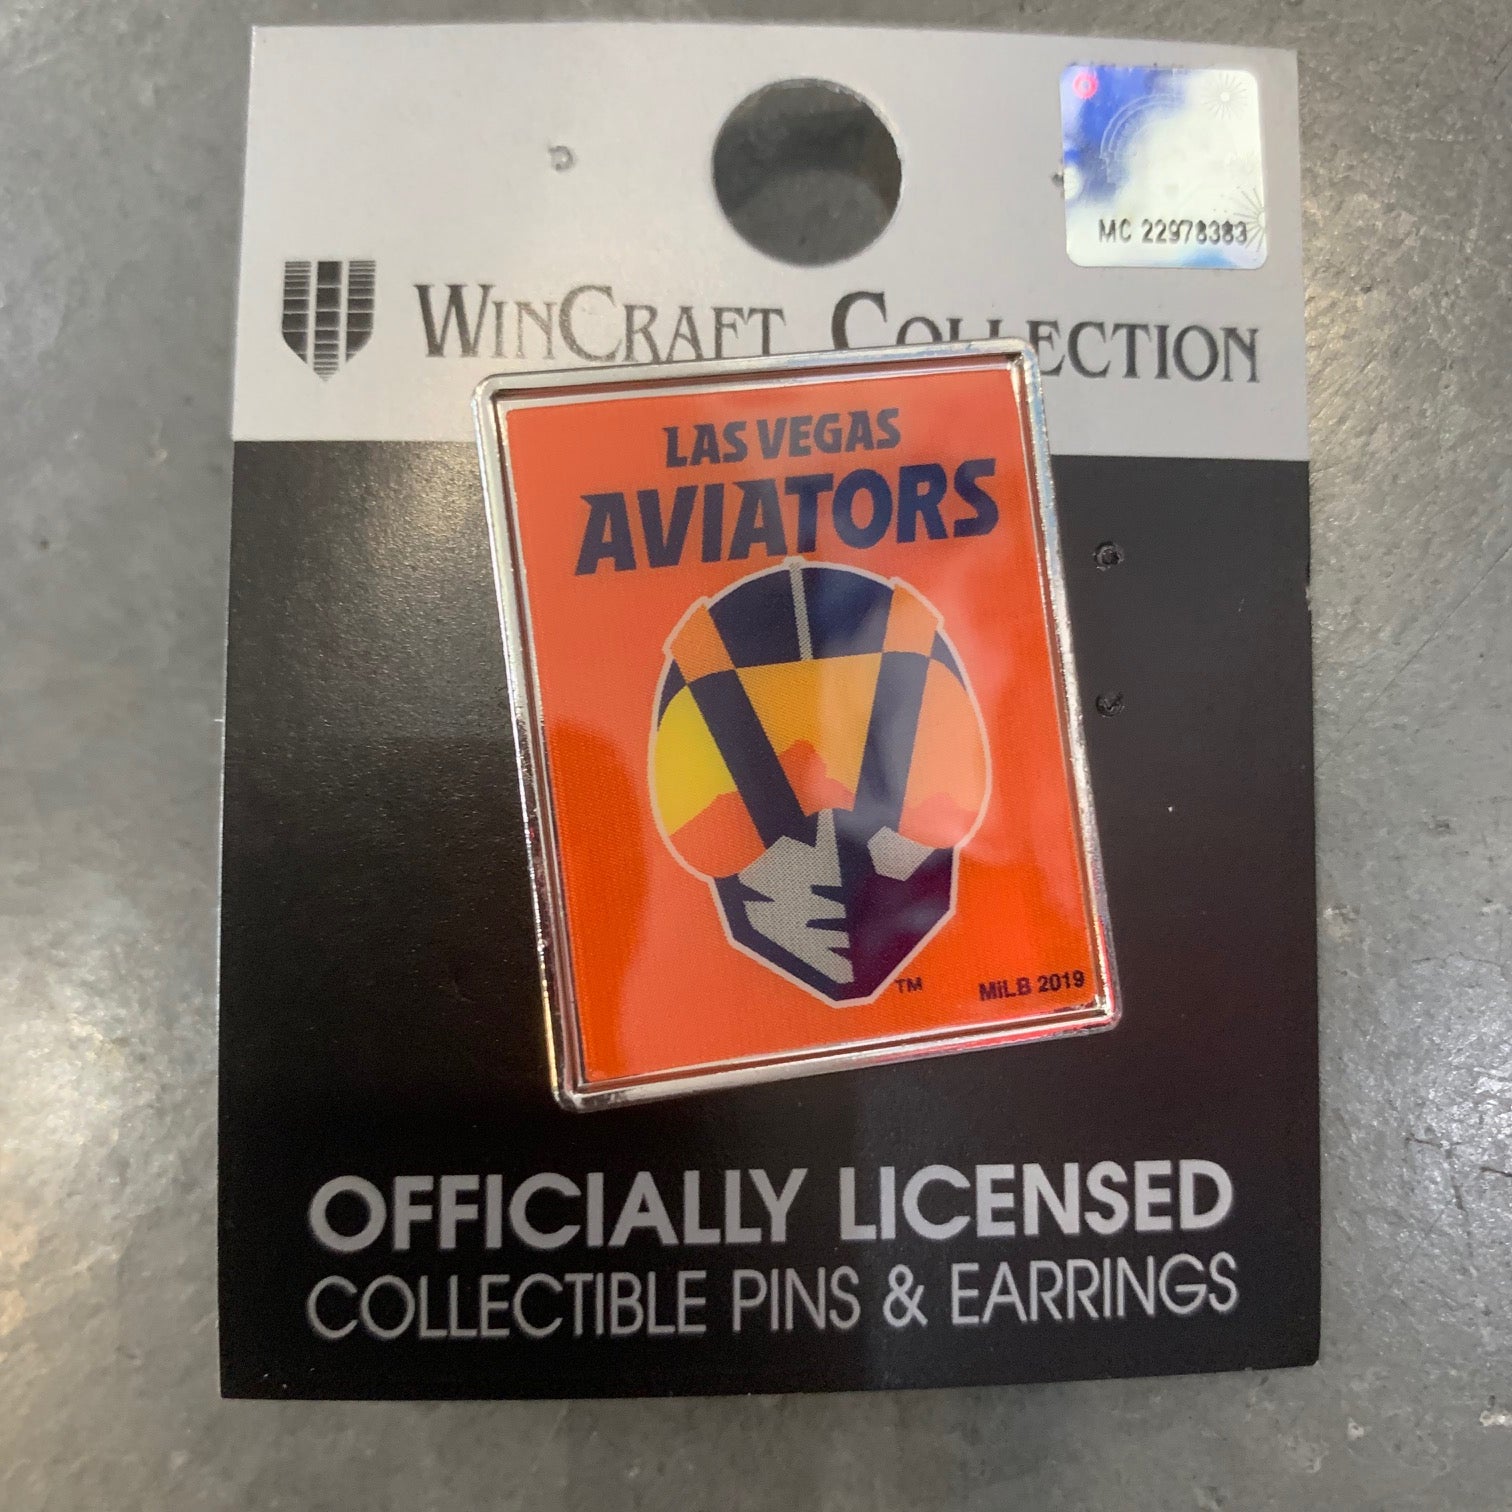 MC 22978383
WINCRAFT COLLECTION
LAS VEGAS
AVIATORS
TM
MiLB 2019
OFFICIALLY LICENSED
COLLECTIBLE PINS & EARRINGS